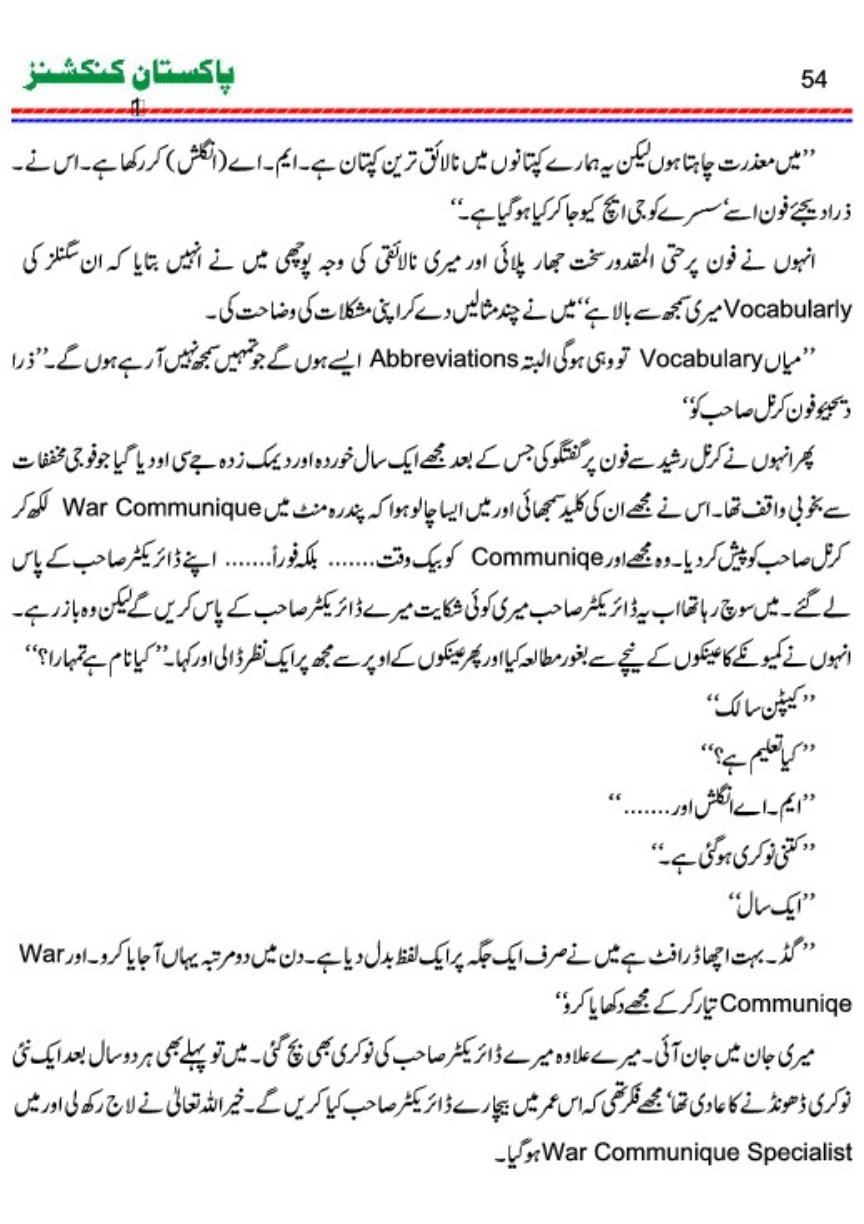 پاکستان کنکشنز
54
1
’’میں معذرت چاہتا ہوں لیکن یہ ہمارے کپتانوں میں نالائق ترین کپتان ہے۔ایم۔اے (انگلش) کر رکھا ہے۔اس نے۔
ذرا دیجئے فون اسے‘ سسرے کو جی ایچ کیو جا کر کیا ہو گیا ہے۔‘‘
انہوں نے فون پر حتی المقدور سخت جھار پلائی اور میری نالائقی کی وجہ پوچھی میں نے انہیں بتایا کہ ان سگنلز کی
Vocabularly میری سمجھ سے بالا ہے‘‘ میں نے چند مثالیں دے کر اپنی مشکلات کی وضاحت کی۔
’’میاں Vocabulary تو وہی ہوگی البتہ Abbreviations ایسے ہوں گے جو تمہیں سمجھ نہیں آ رہے ہوں گے۔’’ ذرا
دیجیئو فون کرنل صاحب کو‘‘
پھر انہوں نے کرنل رشید سے فون پر گفتگو کی جس کے بعد مجھے ایک سال خوردہ اور دیمک زدہ جے سی او دیا گیا جو فوجی مخففات
سے بخوبی واقف تھا۔اس نے مجھے ان کی کلید سمجھائی اور میں ایسا چالو ہوا کہ پندرہ منٹ میں War Communique لکھ کر
کرنل صاحب کو پیش کر دیا۔وہ مجھے اور Communiqe کو بیک وقت....... بلکہ فوراً....... اپنے ڈائریکٹر صاحب کے پاس
لے گئے۔میں سوچ رہا تھا اب یہ ڈائریکٹر صاحب میری کوئی شکایت میرے ڈائریکٹر صاحب کے پاس کریں گے لیکن وہ باز رہے۔
انہوں نے کمیونکے کا عینکوں کے نیچے سے بغور مطالعہ کیا اور پھر عینکوں کے اوپر سے مجھ پر ایک نظر ڈالی اور کہا۔’’ کیا نام ہے تمہارا؟‘‘
’’ کیپٹن سالک‘‘
’’ کیا تعلیم ہے؟‘‘
’’ایم۔اے انگلش اور.......‘‘
’’ کتنی نوکری ہوگئی ہے۔‘‘
’’ایک سال‘‘
’’ گڈ۔ بہت اچھا ڈرافٹ ہے میں نے صرف ایک جگہ پر ایک لفظ بدل دیا ہے۔دن میں دو مرتبہ یہاں آ جایا کرو۔اور War
Communiqe تیار کر کے مجھے دکھایا کرو‘‘
میری جان میں جان آئی۔میرے علاوہ میرے ڈائریکٹر صاحب کی نوکری بھی بچ گئی۔میں تو پہلے بھی ہر دو سال بعد ایک نئی
نوکری ڈھونڈنے کا عادی تھا‘ مجھے فکر تھی کہ اس عمر میں بیچارے ڈائریکٹر صاحب کیا کریں گے۔خیر اللہ تعالیٰ نے لاج رکھ لی اور میں
War Communique Specialist ہوگیا۔